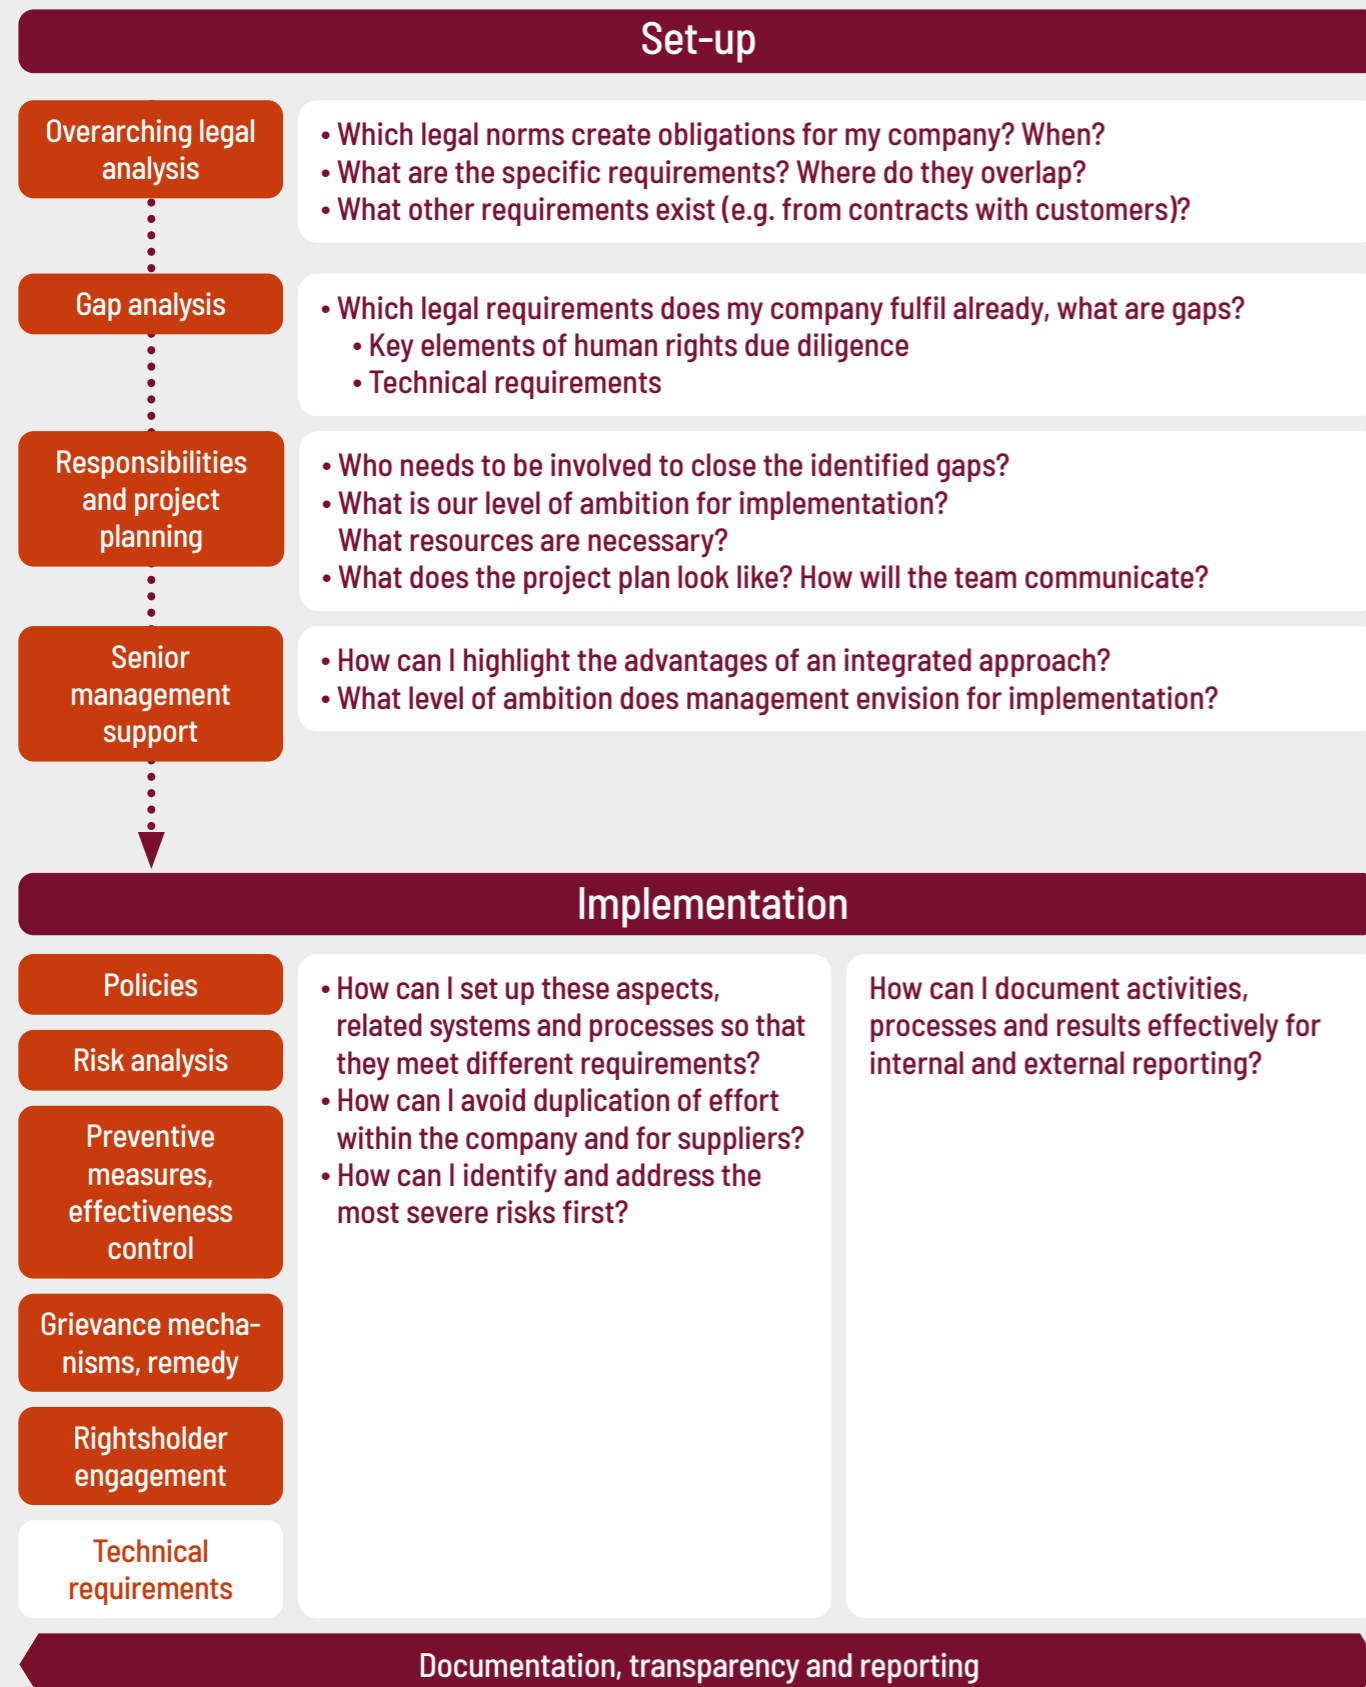 Set-up
Overarching legal
analysis
• Which legal norms create obligations for my company? When?
• What are the specific requirements? Where do they overlap?
• What other requirements exist (e.g. from contracts with customers)?
Gap analysis
• Which legal requirements does my company fulfil already, what are gaps?
• Key elements of human rights due diligence
• Technical requirements
Responsibilities
and project
planning
• Who needs to be involved to close the identified gaps?
• What is our level of ambition for implementation?
What resources are necessary?
• What does the project plan look like? How will the team communicate?
Senior
management
support
• How can I highlight the advantages of an integrated approach?
• What level of ambition does management envision for implementation?
Implementation
Policies
Risk analysis
Preventive
measures,
effectiveness
control
Grievance mecha-
nisms, remedy
Rightsholder
engagement
Technical
requirements
• How can I set up these aspects,
related systems and processes so that
they meet different requirements?
• How can I avoid duplication of effort
within the company and for suppliers?
• How can I identify and address the
most severe risks first?
How can I document activities,
processes and results effectively for
internal and external reporting?
Documentation, transparency and reporting